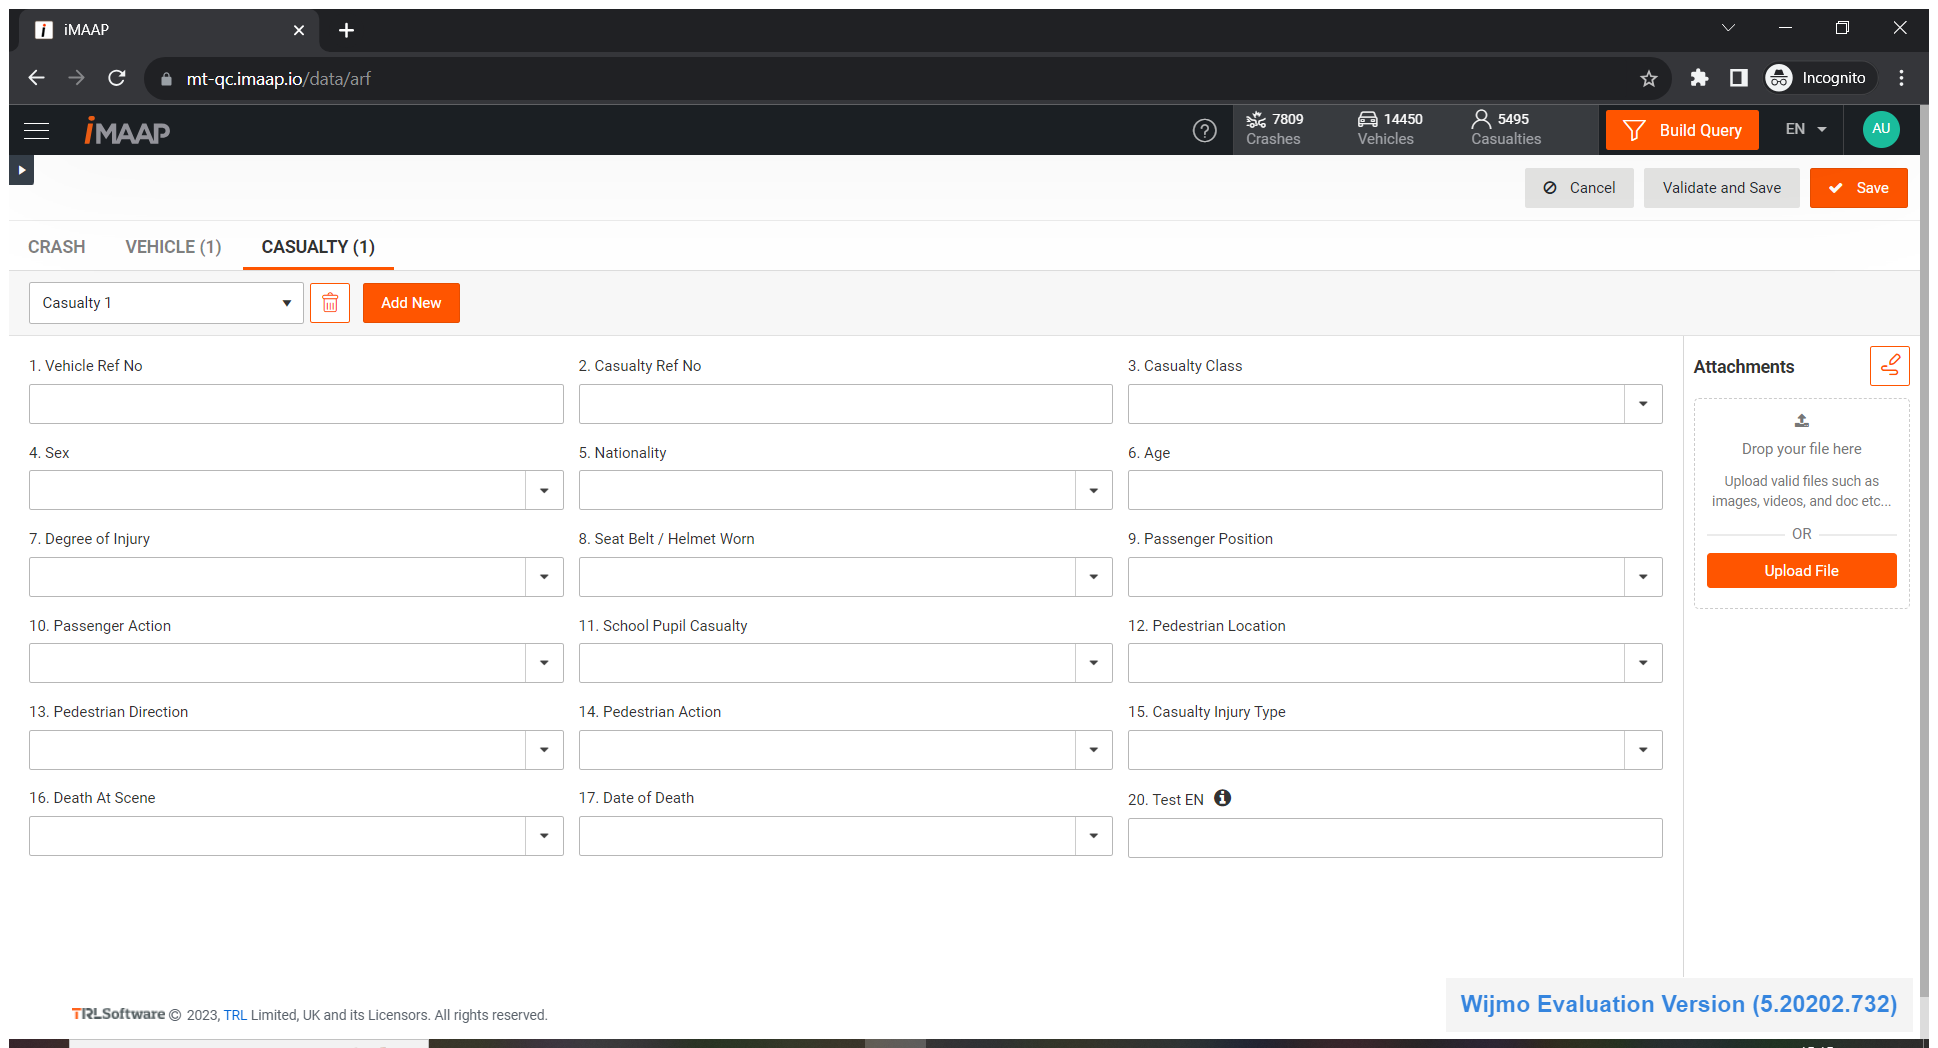 iMAAP
mt-qc.imaap.io/data/arf
Incognito
iMAAP
7809
Crashes
14450
Vehicles
5495
Casualties
Build Query
EN
AU
Cancel
Validate and Save
Save
CRASH
VEHICLE (1)
CASUALTY (1)
Casualty 1
Add New
1. Vehicle Ref No
2. Casualty Ref No
3. Casualty Class
4. Sex
5. Nationality
6. Age
7. Degree of Injury
8. Seat Belt / Helmet Worn
9. Passenger Position
10. Passenger Action
11. School Pupil Casualty
12. Pedestrian Location
13. Pedestrian Direction
14. Pedestrian Action
15. Casualty Injury Type
16. Death At Scene
17. Date of Death
20. Test EN
Attachments
Drop your file here
Upload valid files such as
images, videos, and doc etc...
OR
Upload File
TRLSoftware © 2023, TRL Limited, UK and its Licensors. All rights reserved.
Wijmo Evaluation Version (5.20202.732)